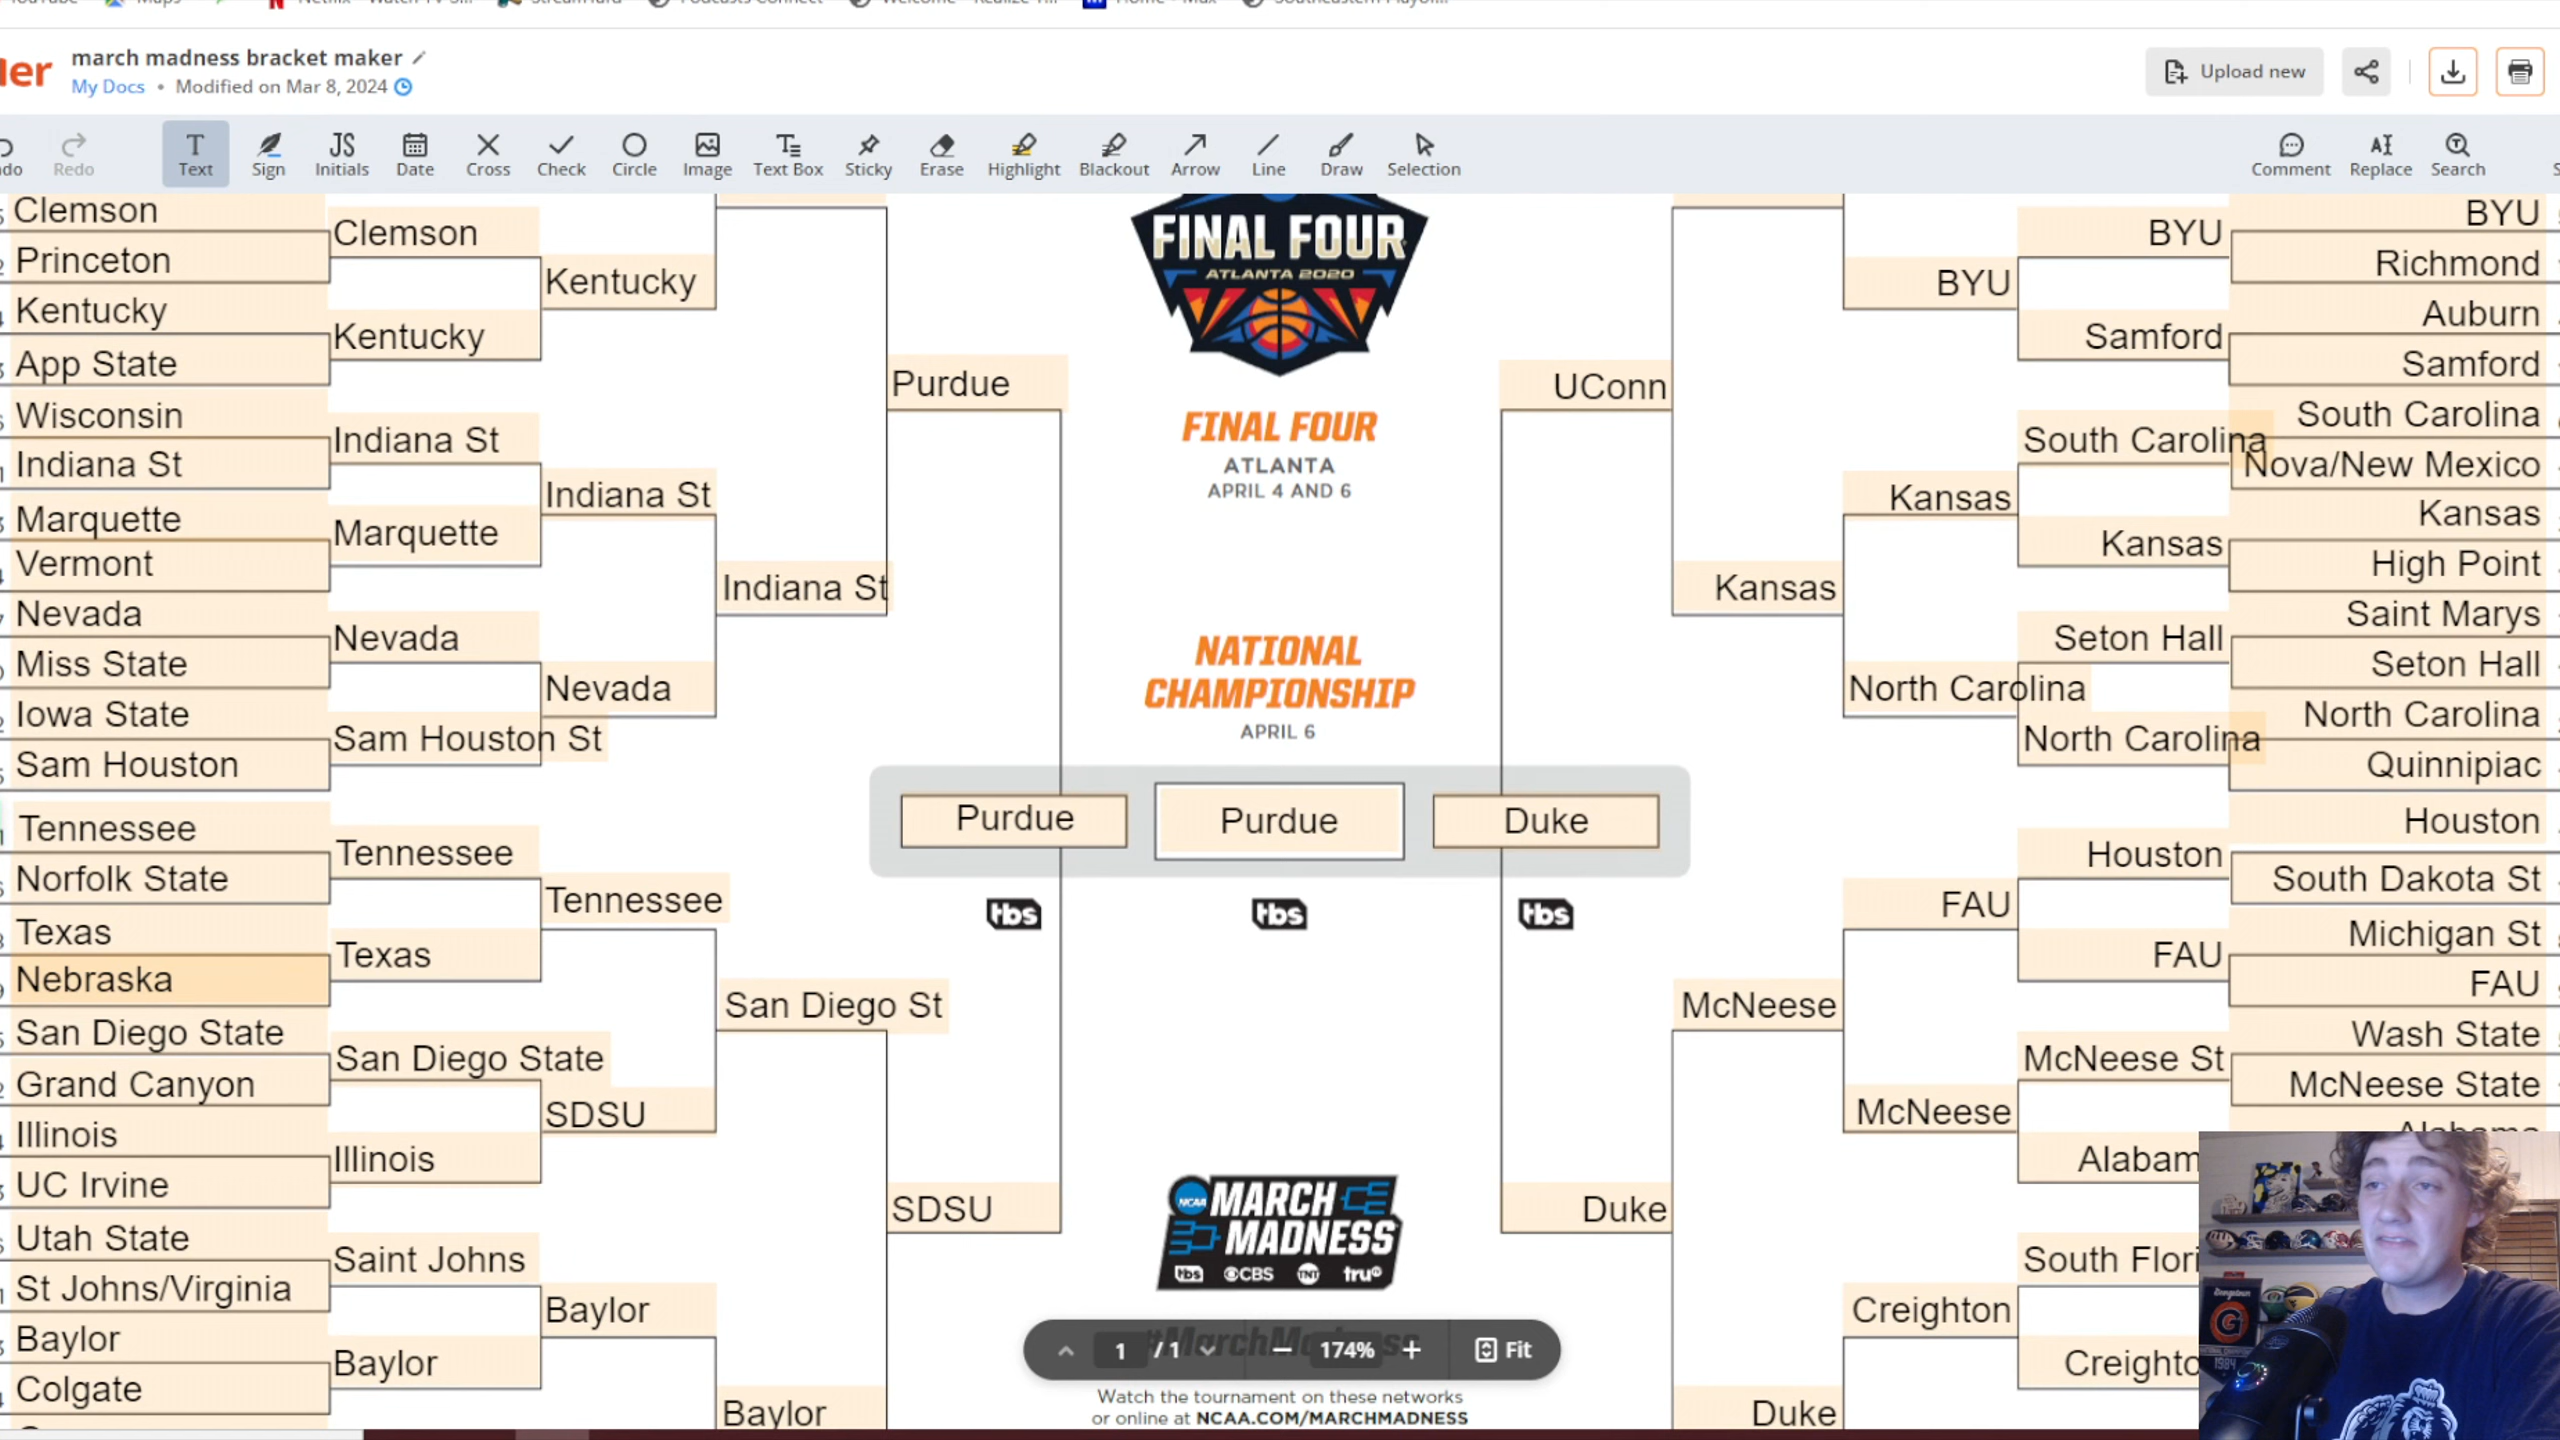 march madness bracket maker
My Docs • Modified on Mar 8, 2024
Upload new
Redo
Text
Sign
Initials
Date
Cross
Check
Circle
Image
Text Box
Sticky
Erase
Highlight
Blackout
Arrow
Line
Draw
Selection
Comment
Replace
Search
Clemson
Princeton
Kentucky
App State
Wisconsin
Indiana St
Marquette
Vermont
Nevada
Miss State
Iowa State
Sam Houston
Tennessee
Norfolk State
Texas
Nebraska
San Diego State
Grand Canyon
Illinois
UC Irvine
Utah State
St Johns/Virginia
Baylor
Colgate
Clemson
Kentucky
Indiana St
Marquette
Nevada
Sam Houston St
Tennessee
Texas
San Diego State
Illinois
Saint Johns
Baylor
Kentucky
Indiana St
Nevada
Tennessee
SDSU
Baylor
Indiana St
San Diego St
Baylor
Purdue
SDSU
FINAL FOUR
ATLANTA 2020
FINAL FOUR
ATLANTA
APRIL 4 AND 6
NATIONAL
CHAMPIONSHIP
APRIL 6
Purdue
Purdue
Duke
tbs
tbs
tbs
NCAA
MARCH
MADNESS
tbs CBS TNT tru
#MarchMadness
1 / 1
174%
Fit
Watch the tournament on these networks
or online at NCAA.COM/MARCHMADNESS
UConn
Duke
Kansas
McNeese
Duke
BYU
Kansas
North Carolina
FAU
McNeese
Creighton
BYU
Samford
South Carolina
Kansas
Seton Hall
North Carolina
Houston
FAU
McNeese St
Alabam
South Flori
Creighto
BYU
Richmond
Auburn
Samford
South Carolina
Nova/New Mexico
Kansas
High Point
Saint Marys
Seton Hall
North Carolina
Quinnipiac
Houston
South Dakota St
Michigan St
FAU
Wash State
McNeese State
Alabama
1984